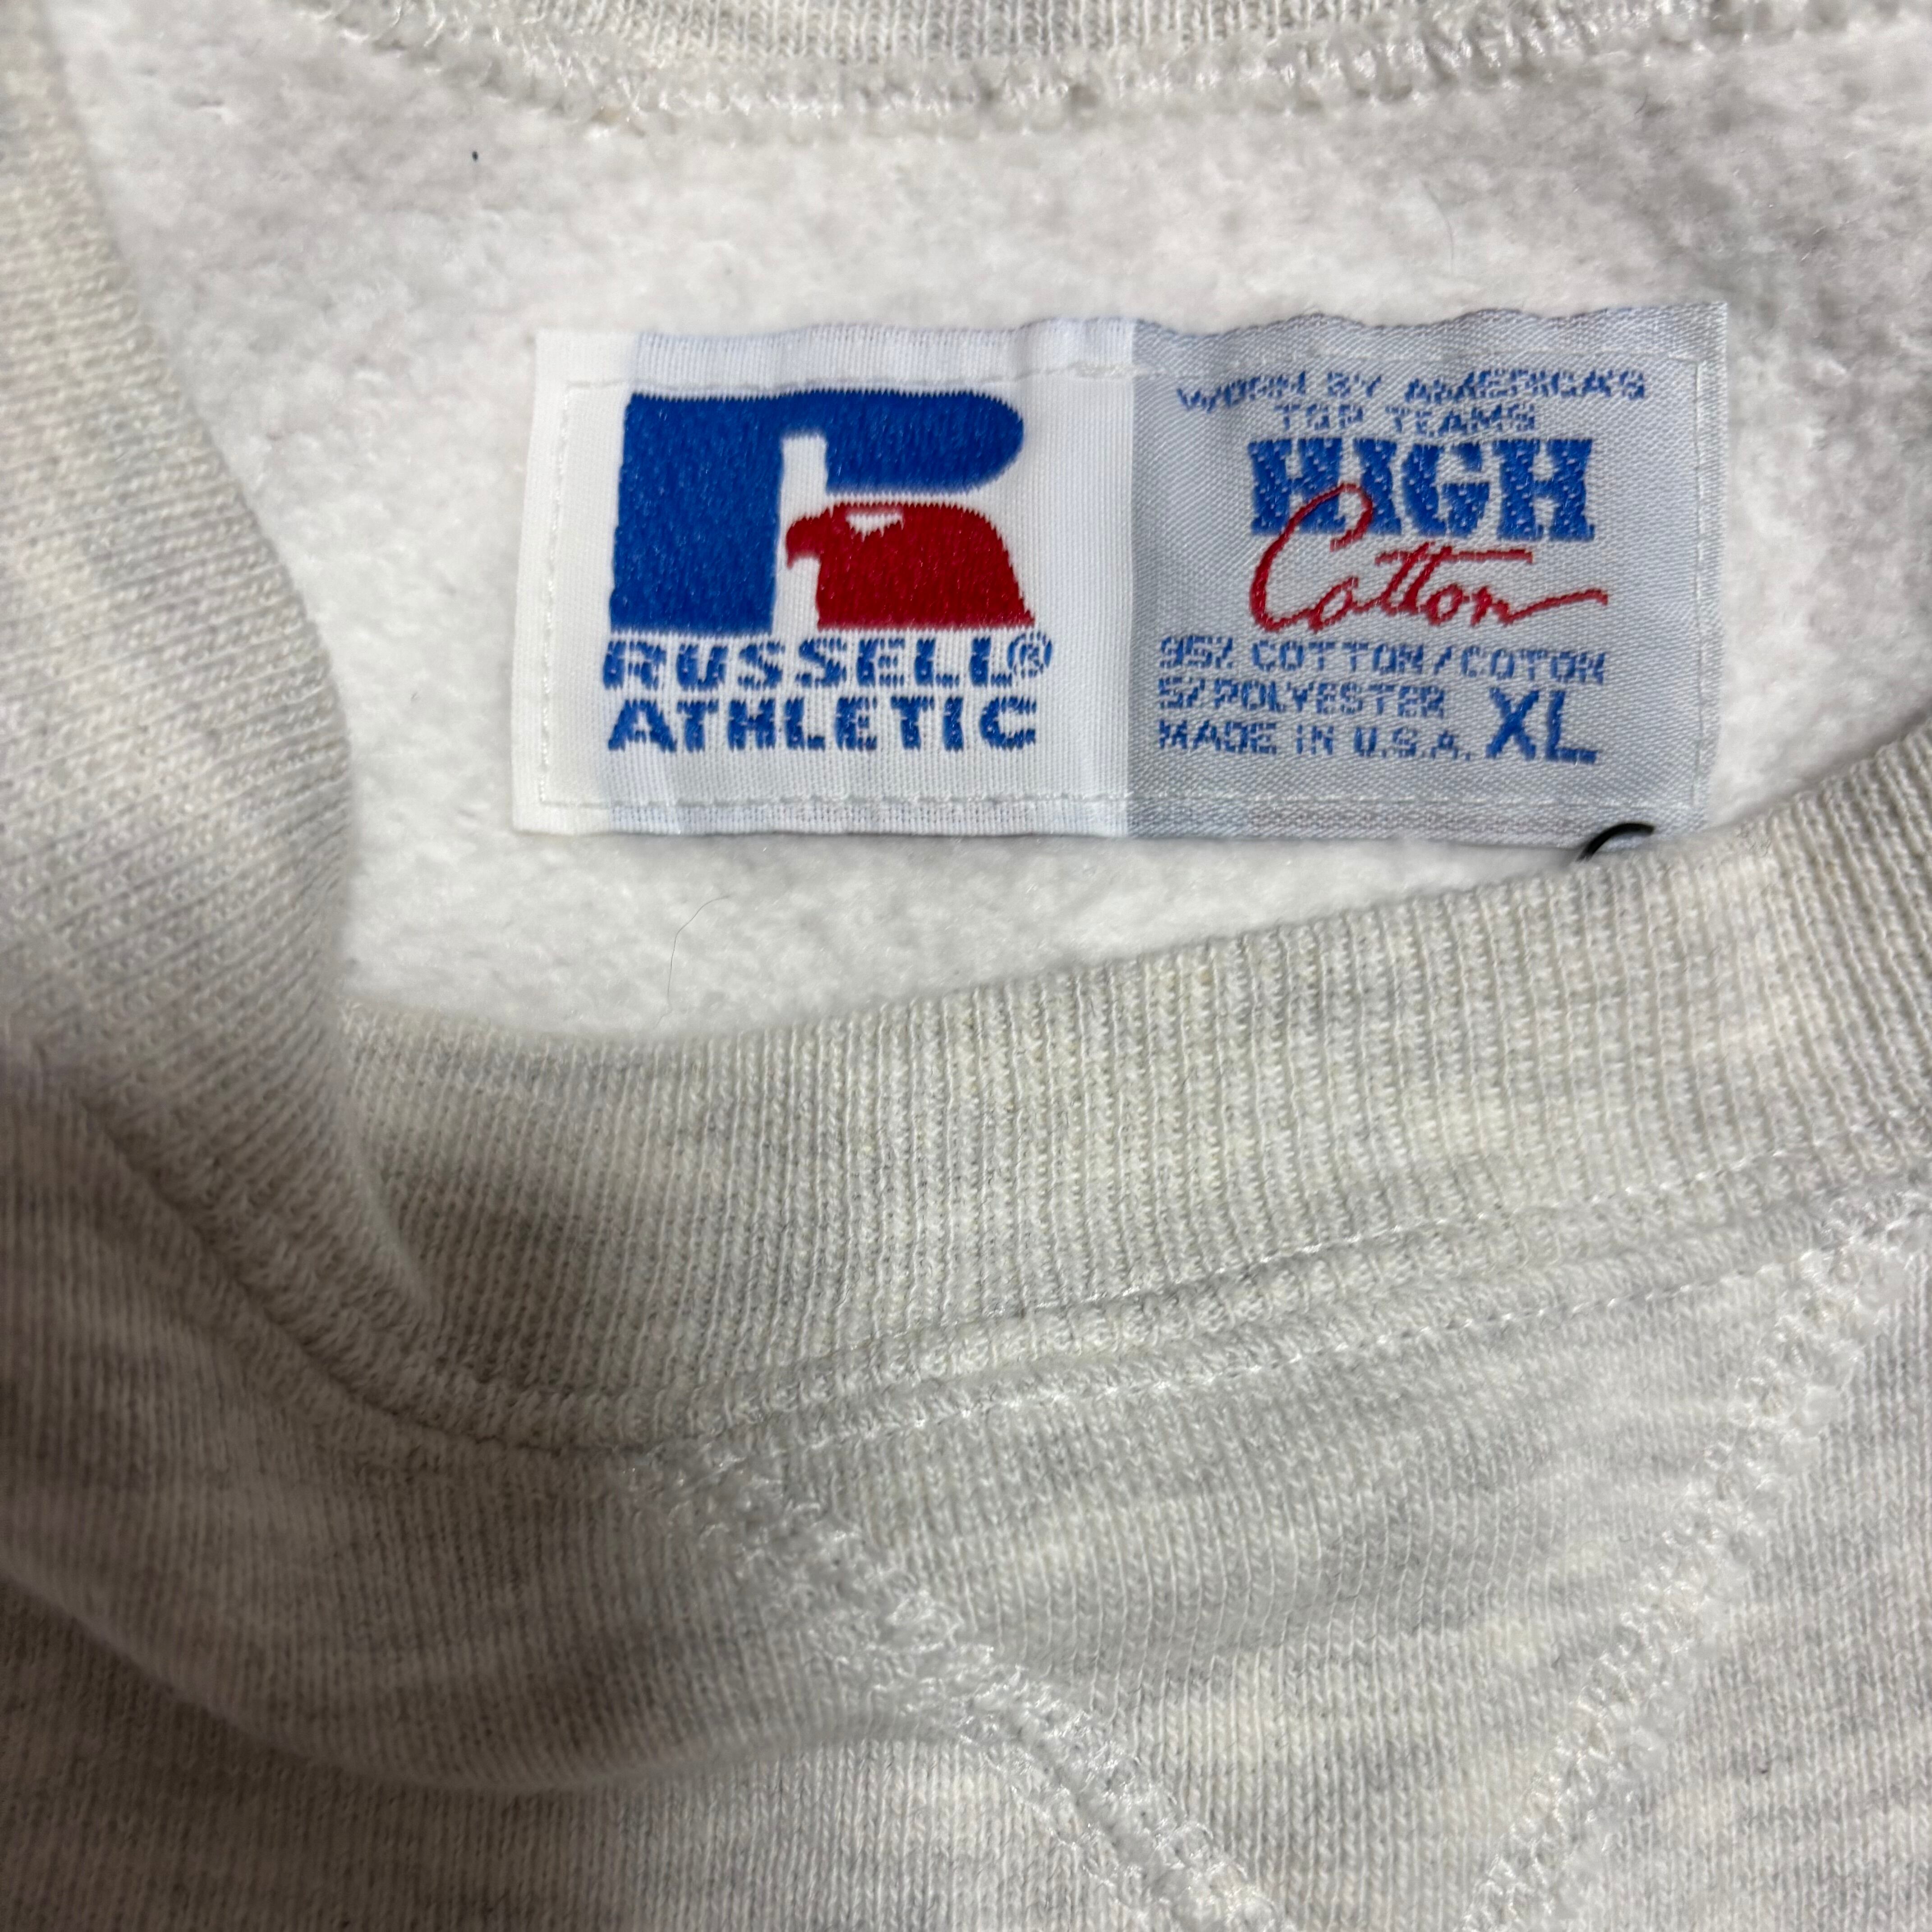 RUSSELL®
ATHLETIC
WORN BY AMERICA'S
TOP TEAMS
HIGH
Cotton
95% COTTON/COTON
5% POLYESTER
MADE IN U.S.A. XL